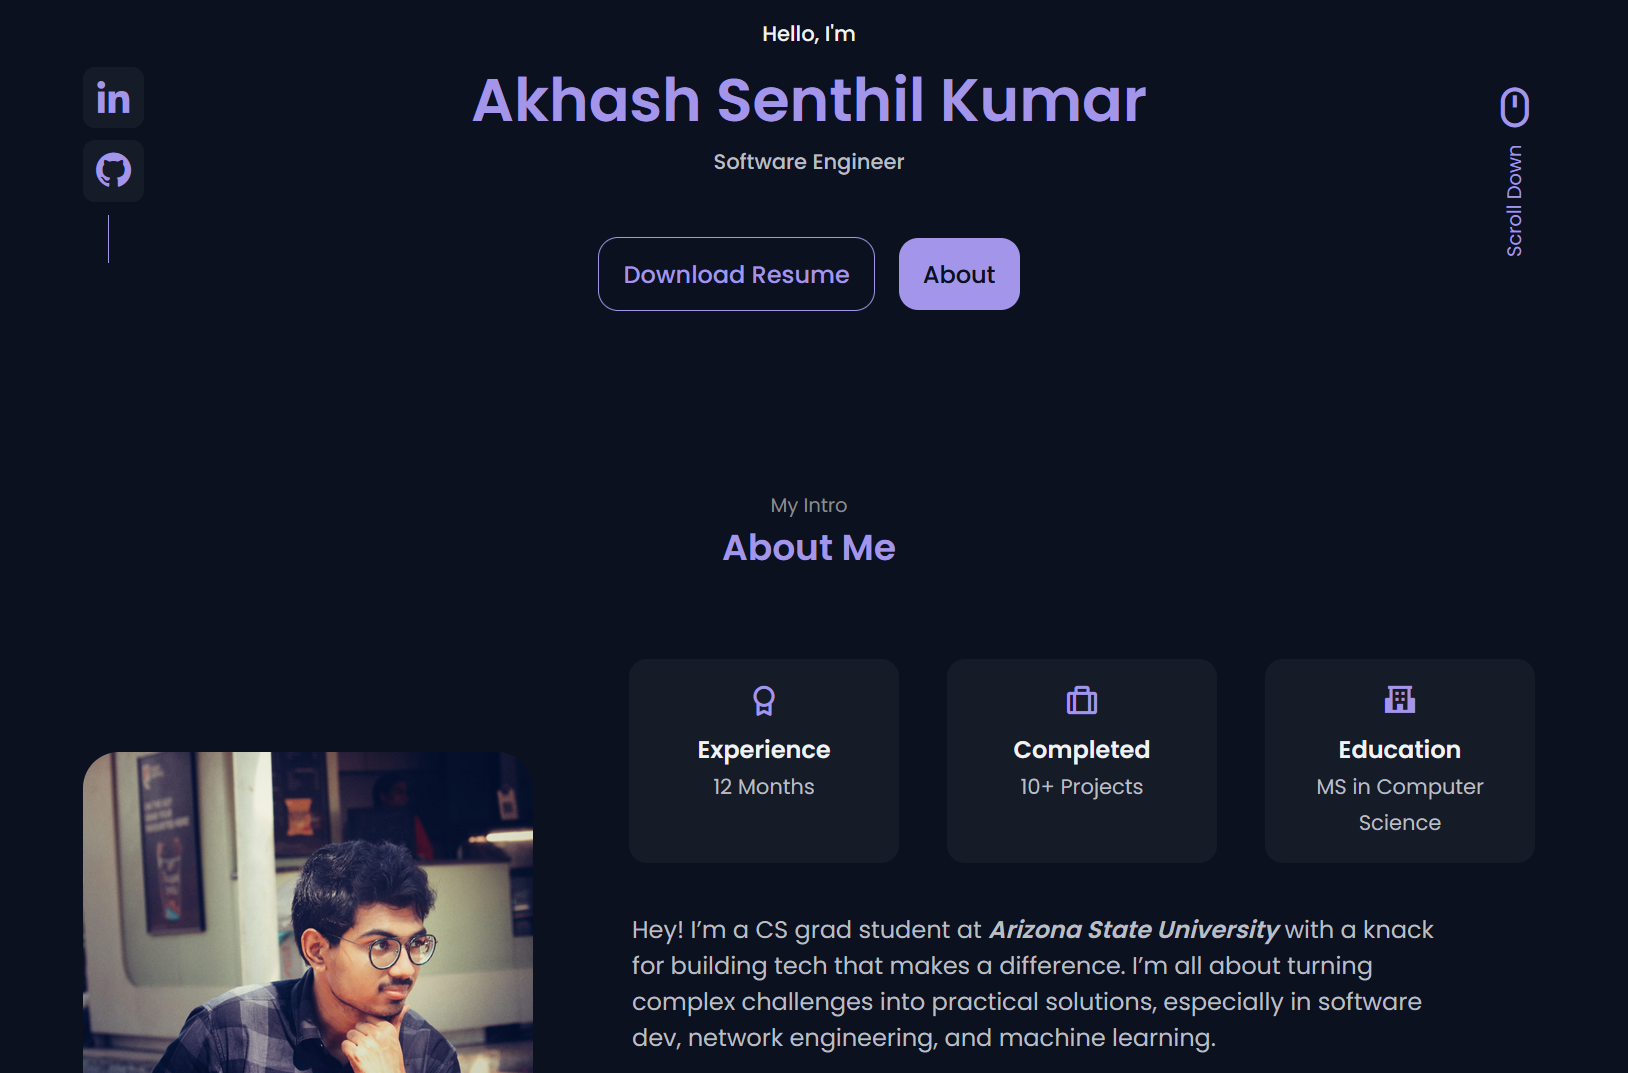 Hello, I'm
Akhash Senthil Kumar
Software Engineer
in
Scroll Down
Download Resume
About
My Intro
About Me
Experience
12 Months
Completed
10+ Projects
Education
MS in Computer
Science
Hey! I’m a CS grad student at Arizona State University with a knack
for building tech that makes a difference. I’m all about turning
complex challenges into practical solutions, especially in software
dev, network engineering, and machine learning.